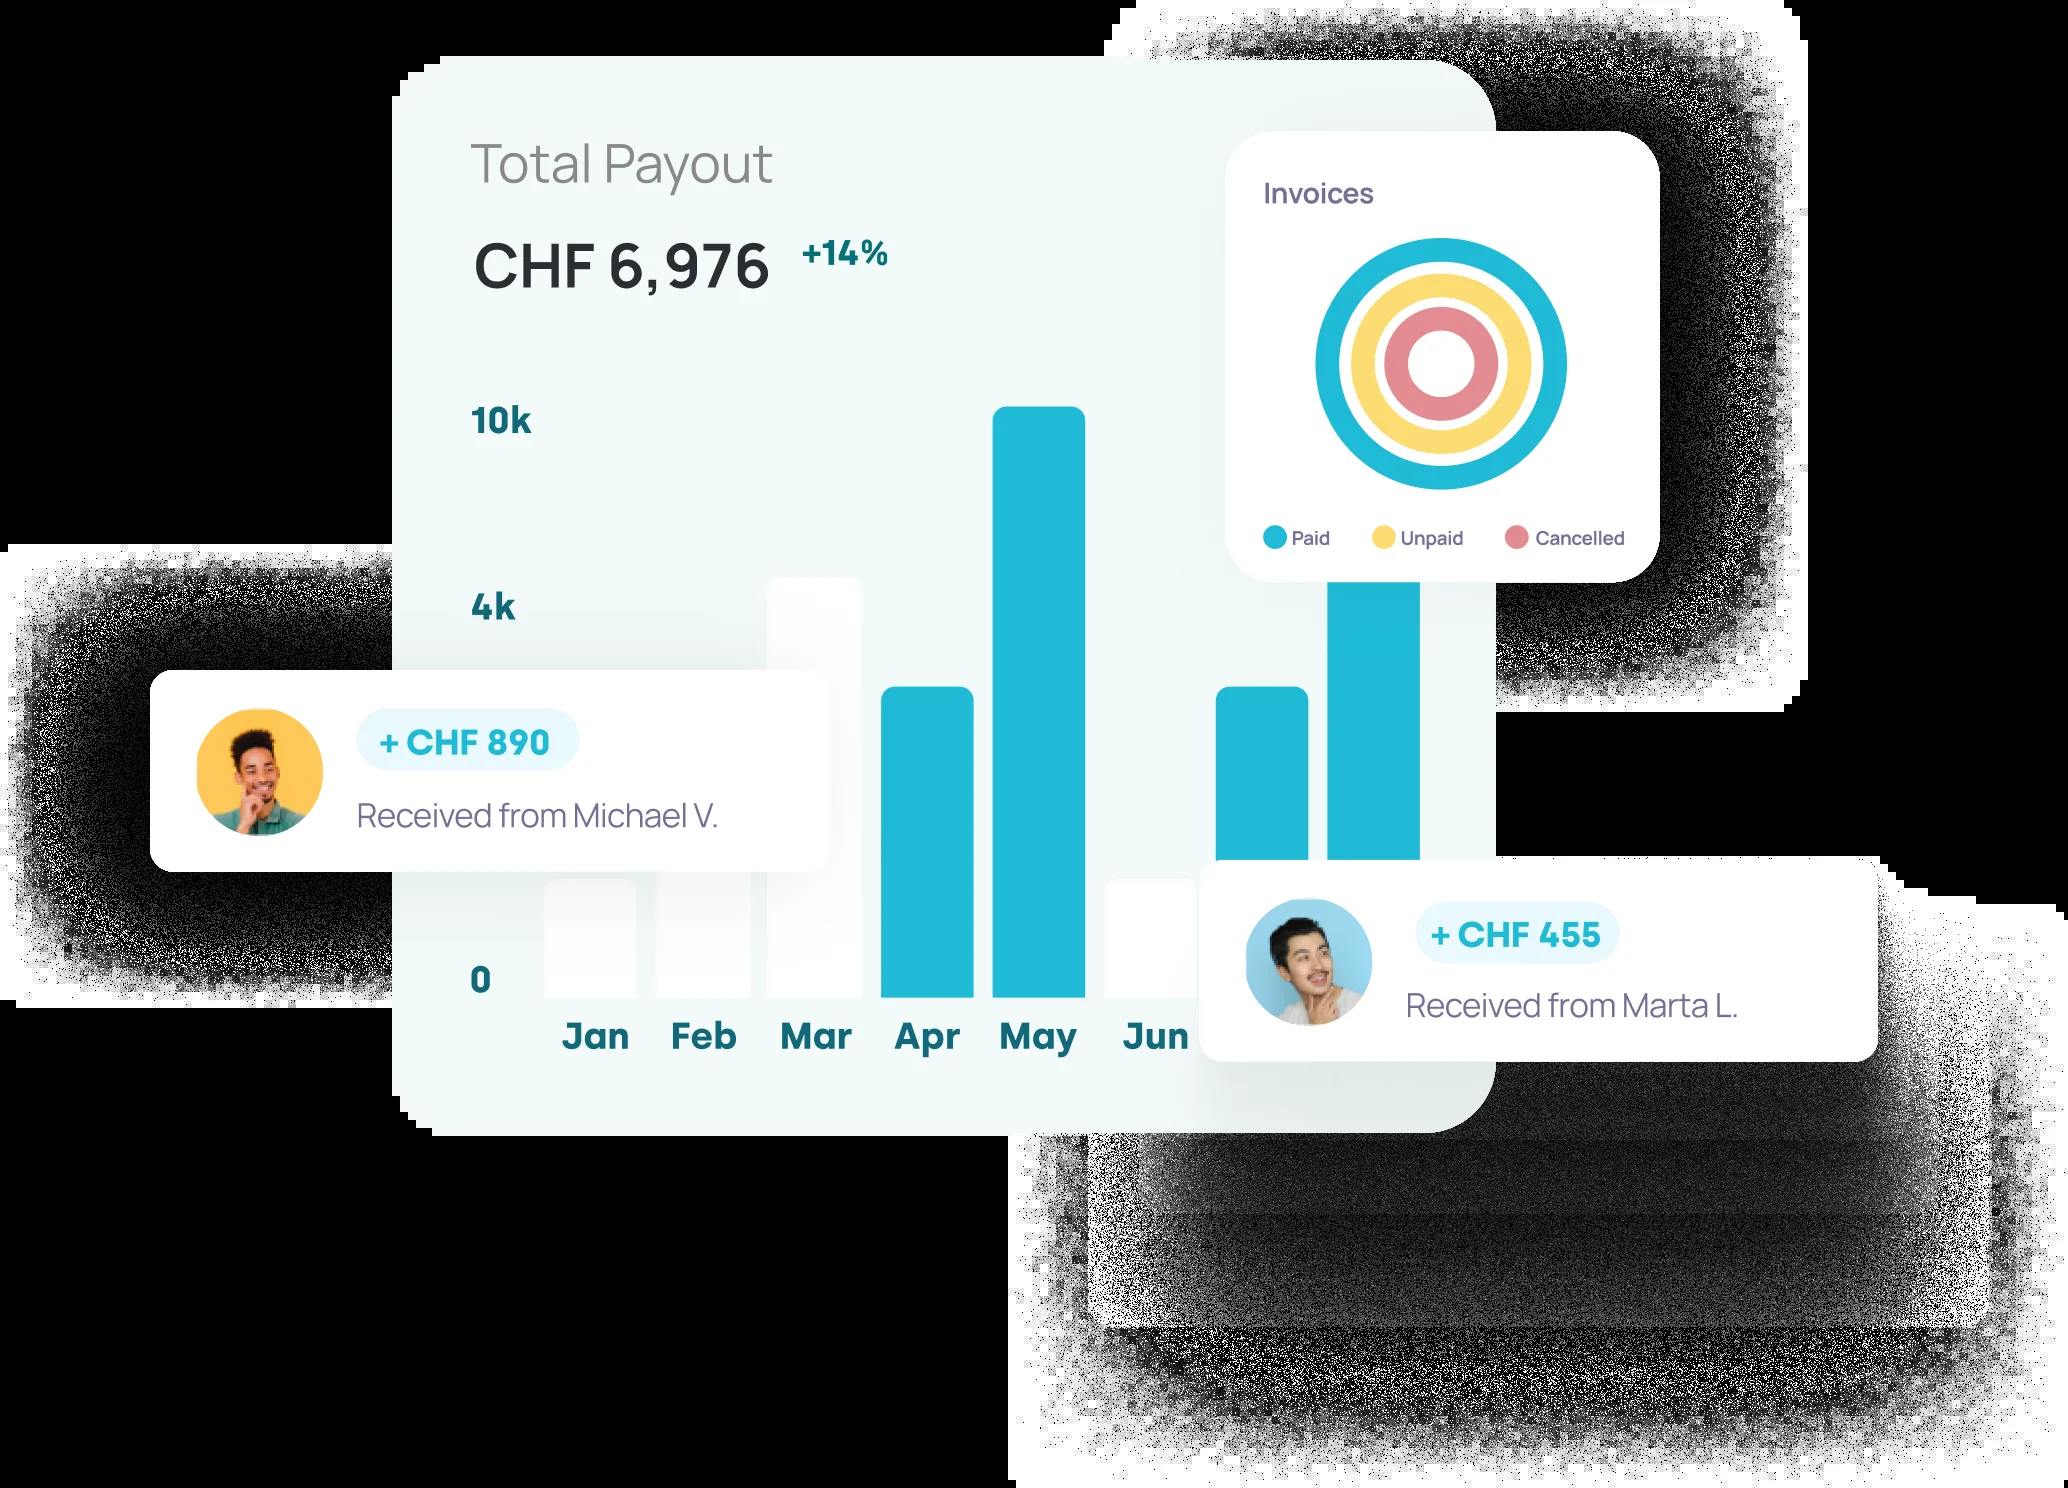 Total Payout
CHF 6,976 +14%
Invoices
Paid Unpaid Cancelled
10k
4k
0
+ CHF 890
Received from Michael V.
+ CHF 455
Received from Marta L.
Jan Feb Mar Apr May Jun